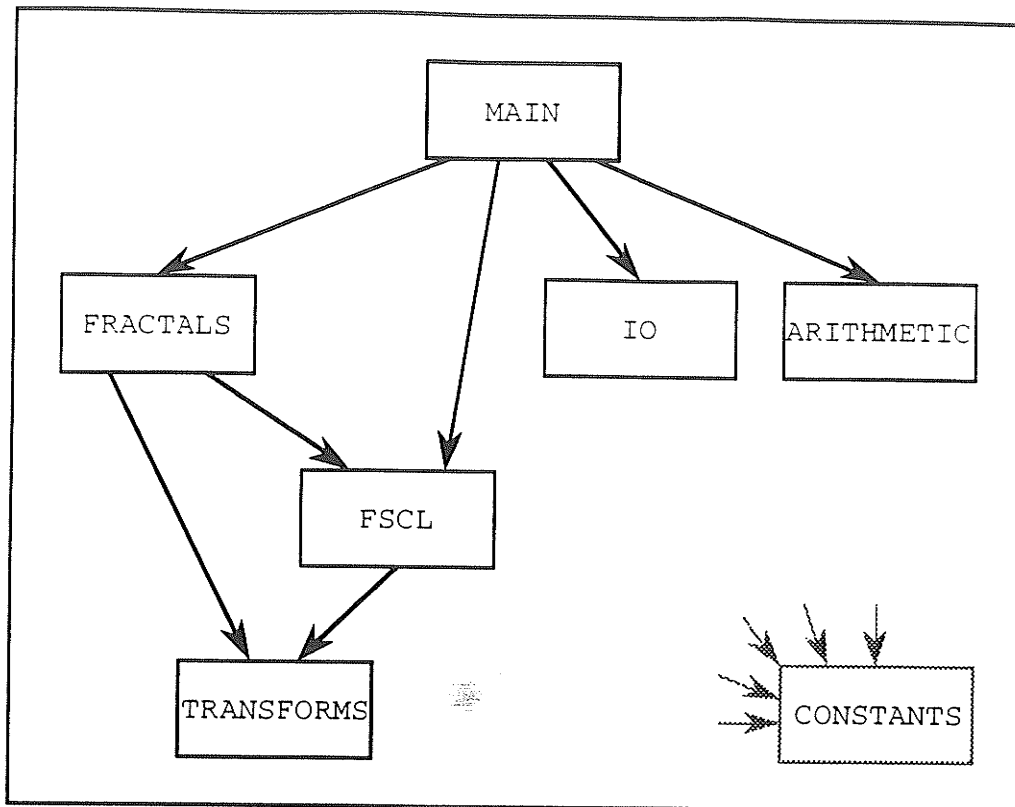 MAIN
FRACTALS
IO
ARITHMETIC
FSCL
TRANSFORMS
CONSTANTS